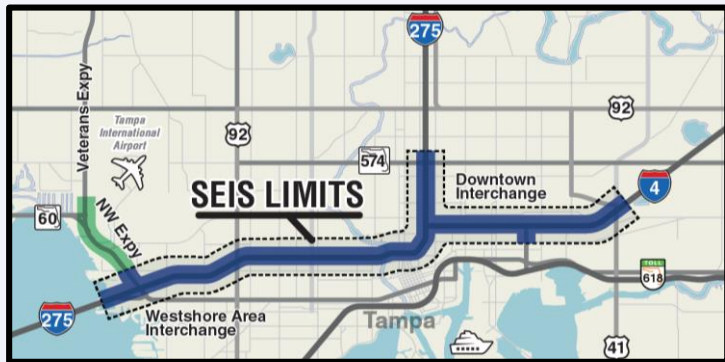 275
Veterans Expy
Tampa
International
Airport
92
92
574
Downtown
Interchange
4
SEIS LIMITS
60
NW Expy
TOLL
618
275
Westshore Area
Interchange
Tampa
41